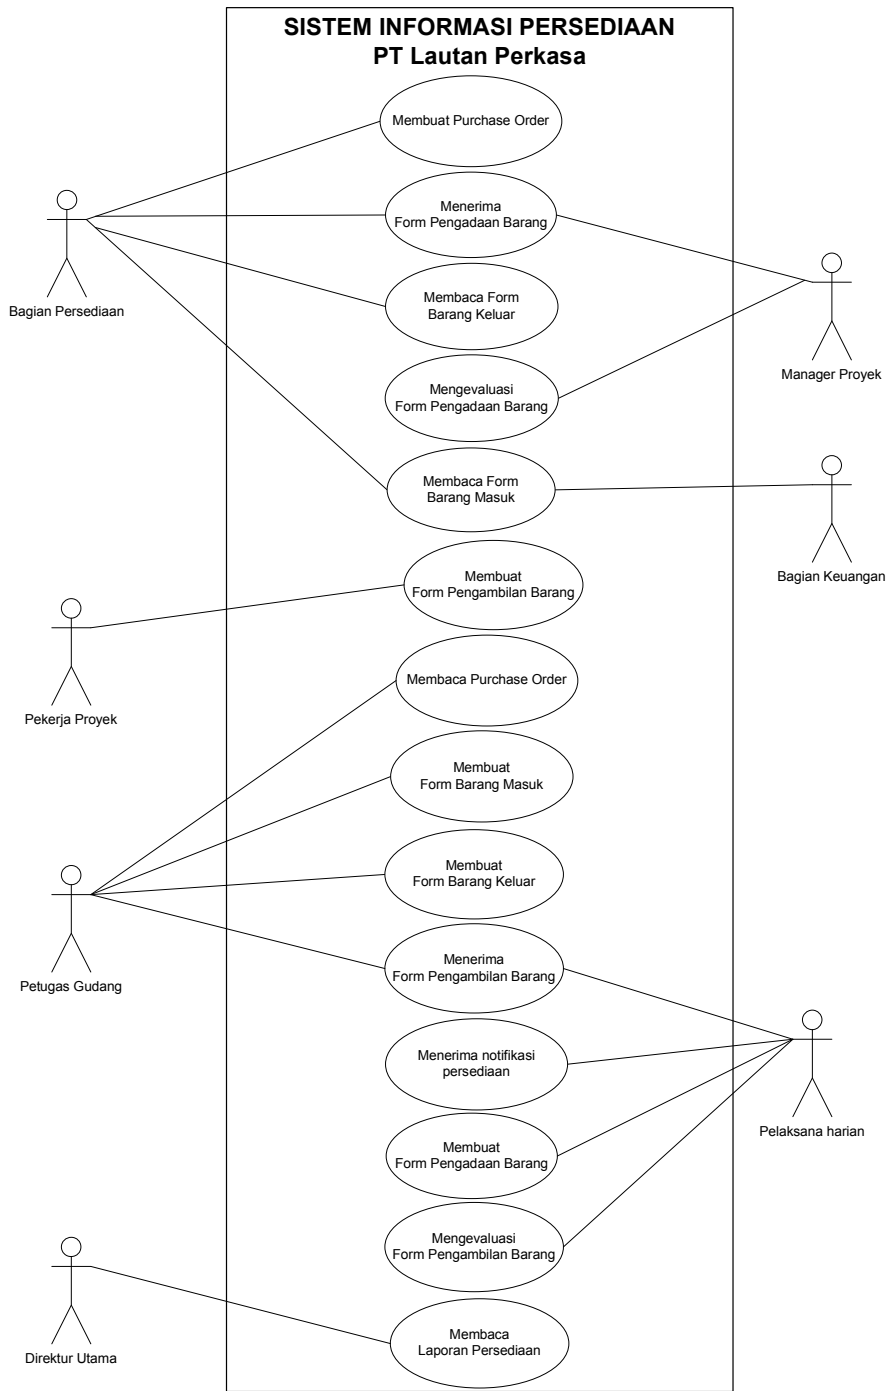 SISTEM INFORMASI PERSEDIAAN
PT Lautan Perkasa
Membuat Purchase Order
Menerima
Form Pengadaan Barang
Bagian Persediaan
Membaca Form
Barang Keluar
Manager Proyek
Mengevaluasi
Form Pengadaan Barang
Membaca Form
Barang Masuk
Bagian Keuangan
Membuat
Form Pengambilan Barang
Pekerja Proyek
Membaca Purchase Order
Membuat
Form Barang Masuk
Membuat
Form Barang Keluar
Petugas Gudang
Menerima
Form Pengambilan Barang
Menerima notifikasi
persediaan
Pelaksana harian
Membuat
Form Pengadaan Barang
Mengevaluasi
Form Pengambilan Barang
Membaca
Laporan Persediaan
Direktur Utama